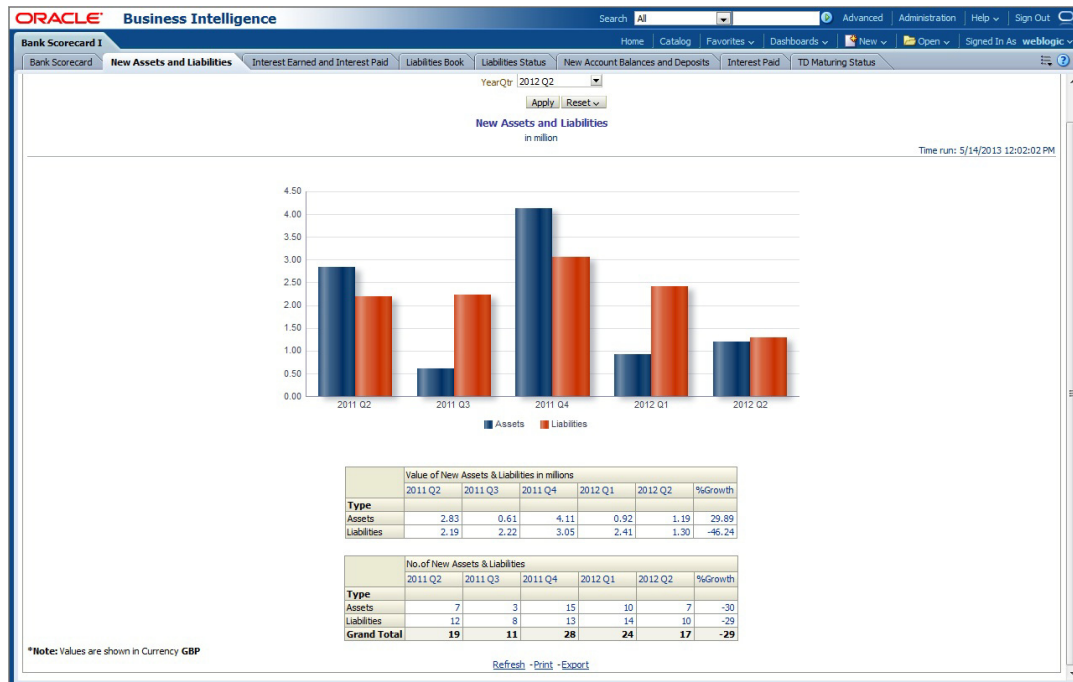 ORACLE Business Intelligence Search All Advanced Administration Help Sign Out
Bank Scorecard I Home Catalog Favorites Dashboards New Open Signed In As weblogic
Bank Scorecard New Assets and Liabilities Interest Earned and Interest Paid Liabilities Book Liabilities Status New Account Balances and Deposits Interest Paid TD Maturing Status
YearQtr 2012 Q2
Apply Reset
New Assets and Liabilities
in million
Time run: 5/14/2013 12:02:02 PM
4.50
4.00
3.50
3.00
2.50
2.00
1.50
1.00
0.50
0.00
2011 Q2 2011 Q3 2011 Q4 2012 Q1 2012 Q2
Assets Liabilities
Value of New Assets & Liabilities in millions
2011 Q2 2011 Q3 2011 Q4 2012 Q1 2012 Q2 %Growth
Type
Assets 2.83 0.61 4.11 0.92 1.19 29.89
Liabilities 2.19 2.22 3.05 2.41 1.30 -46.24
No.of New Assets & Liabilities
2011 Q2 2011 Q3 2011 Q4 2012 Q1 2012 Q2 %Growth
Type
Assets 7 3 15 10 7 -30
Liabilities 12 8 13 14 10 -29
Grand Total 19 11 28 24 17 -29
*Note: Values are shown in Currency GBP
Refresh - Print - Export